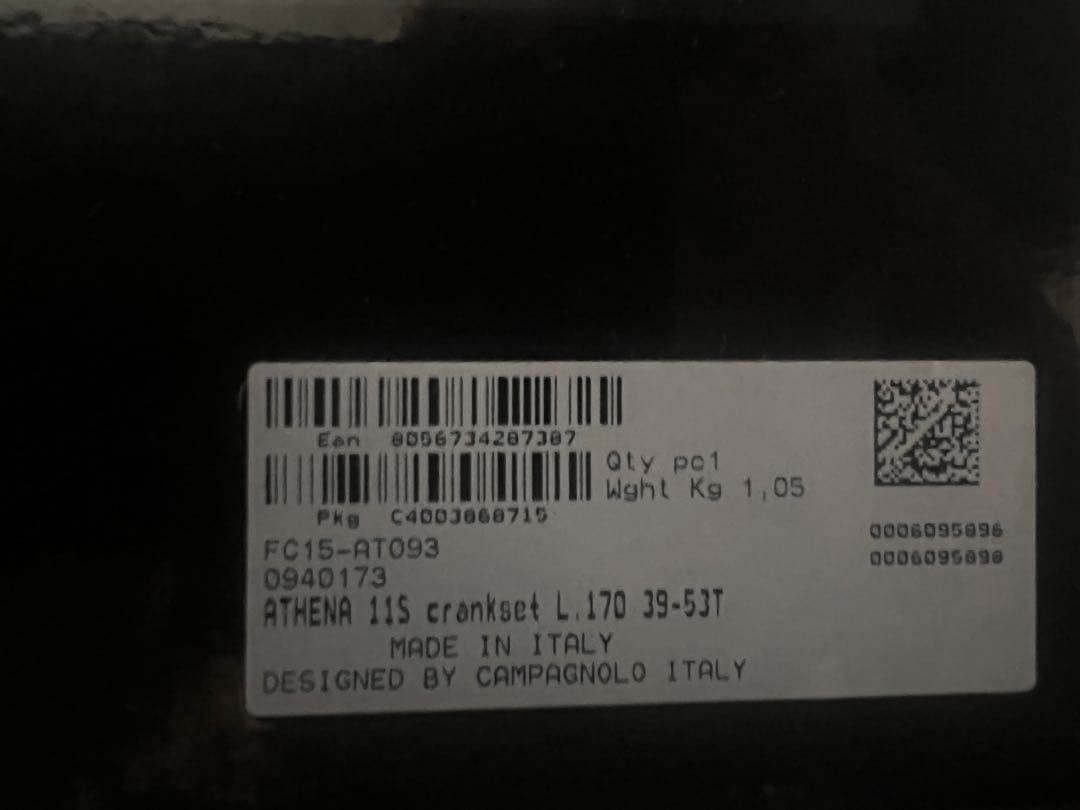 Ean 8056734287387
Qty pc1
Wght Kg 1,05
Pkg C4003868715
0006095896
0006095898
FC15-AT093
0940173
ATHENA 11S crankset L.170 39-53T
MADE IN ITALY
DESIGNED BY CAMPAGNOLO ITALY